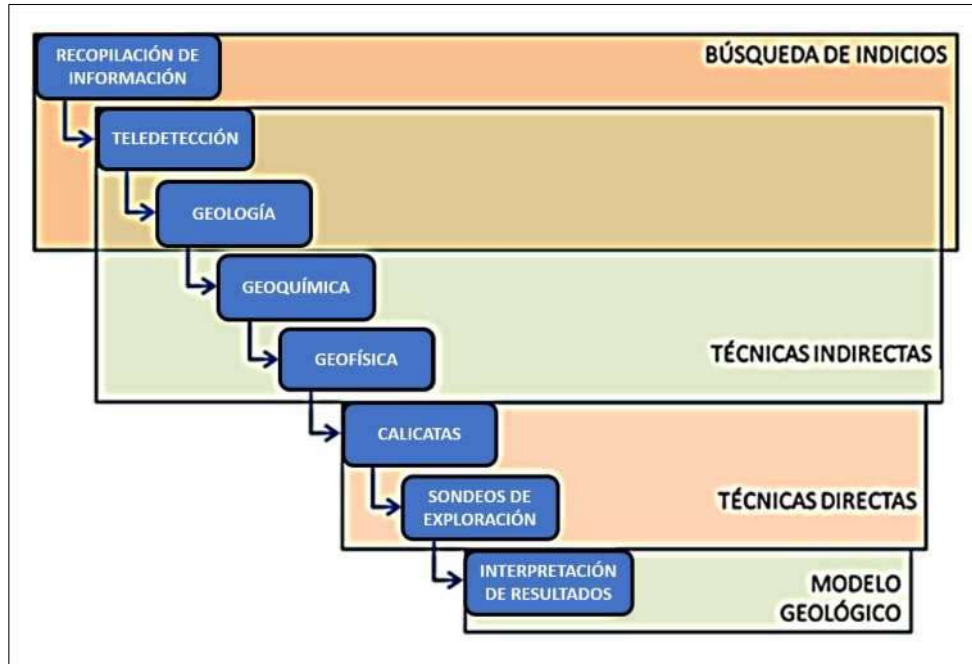 RECOPILACIÓN DE
INFORMACIÓN
BÚSQUEDA DE INDICIOS
TELEDETECCIÓN
GEOLOGÍA
GEOQUÍMICA
GEOFÍSICA
TÉCNICAS INDIRECTAS
CALICATAS
SONDEOS DE
EXPLORACIÓN
TÉCNICAS DIRECTAS
INTERPRETACIÓN
DE RESULTADOS
MODELO
GEOLÓGICO